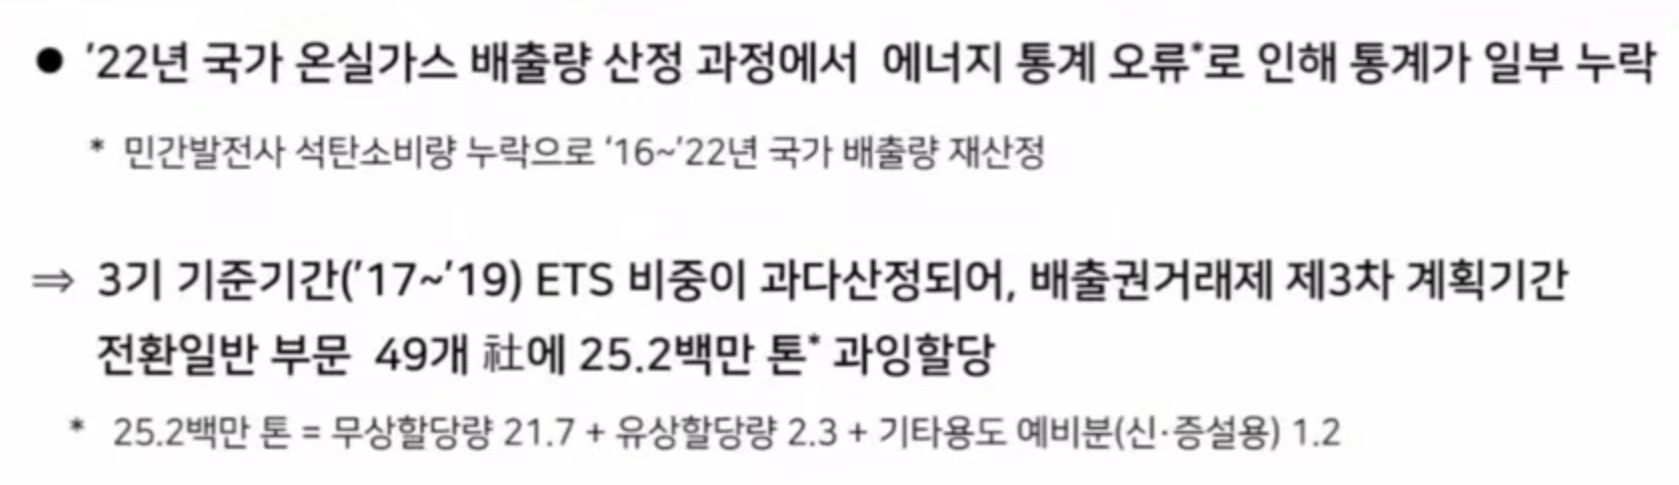 ● ’22년 국가 온실가스 배출량 산정 과정에서 에너지 통계 오류*로 인해 통계가 일부 누락
* 민간발전사 석탄소비량 누락으로 ‘16~’22년 국가 배출량 재산정
⇒ 3기 기준기간(’17~’19) ETS 비중이 과다산정되어, 배출권거래제 제3차 계획기간
전환일반 부문 49개 社에 25.2백만 톤* 과잉할당
* 25.2백만 톤 = 무상할당량 21.7 + 유상할당량 2.3 + 기타용도 예비분(신·증설용) 1.2